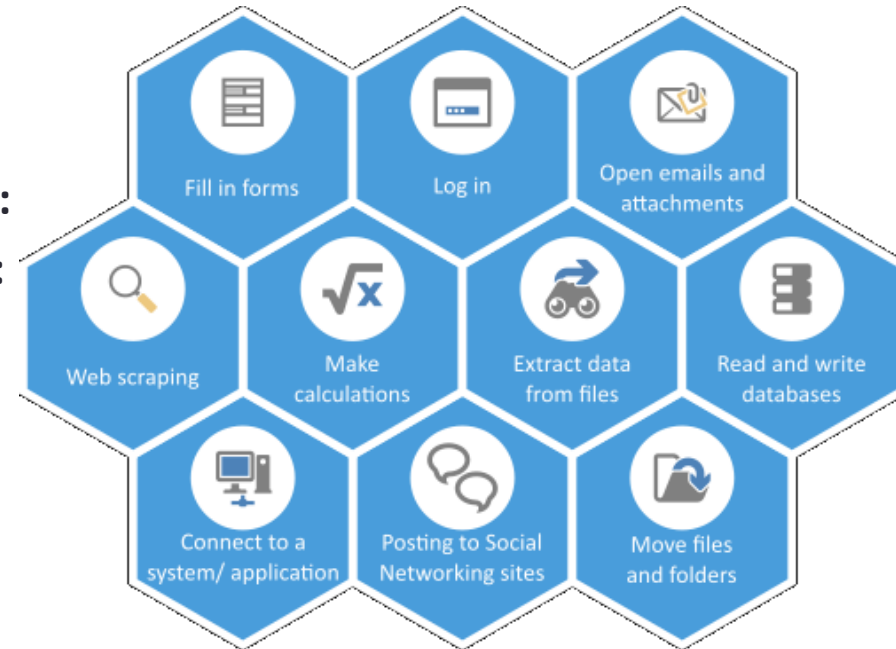 :
:
Fill in forms
Log in
Open emails and
attachments
Web scraping
Make
calculations
Extract data
from files
Read and write
databases
Connect to a
system/ application
Posting to Social
Networking sites
Move files
and folders